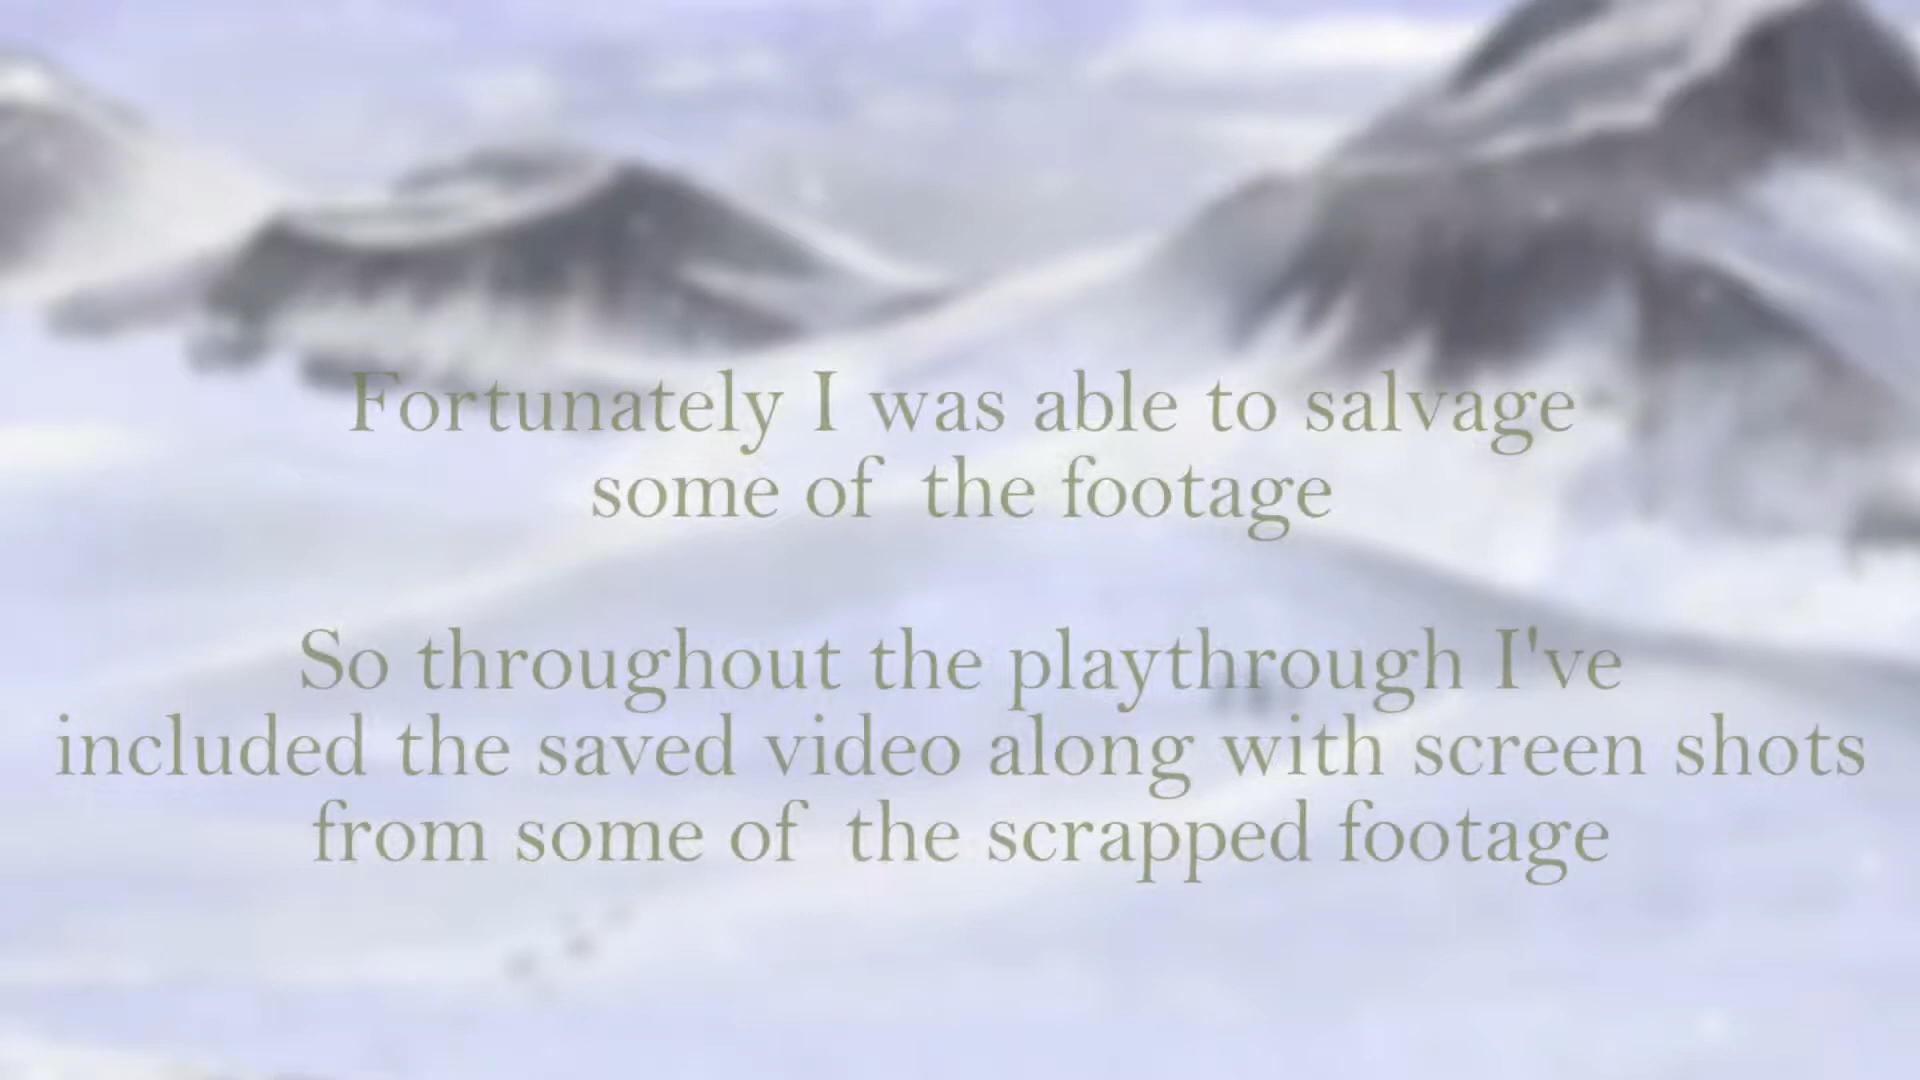 Fortunately I was able to salvage
some of the footage
So throughout the playthrough I've
included the saved video along with screen shots
from some of the scrapped footage